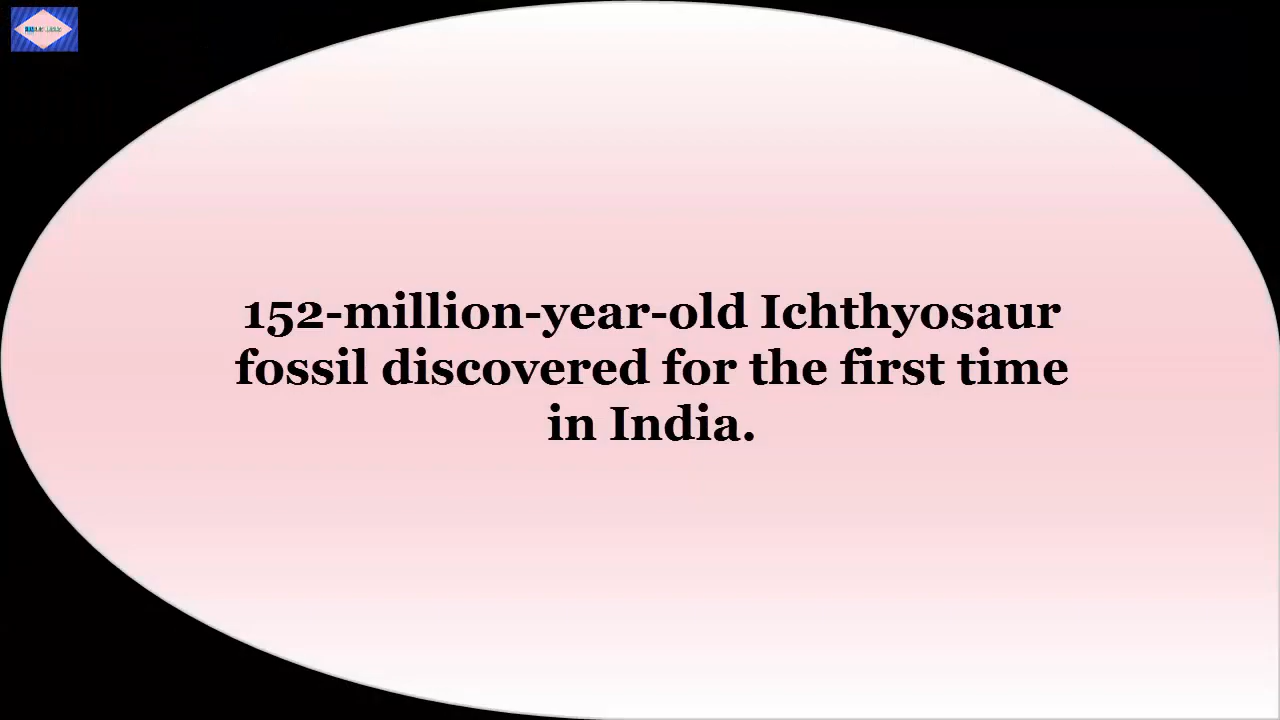 152-million-year-old Ichthyosaur
fossil discovered for the first time
in India.